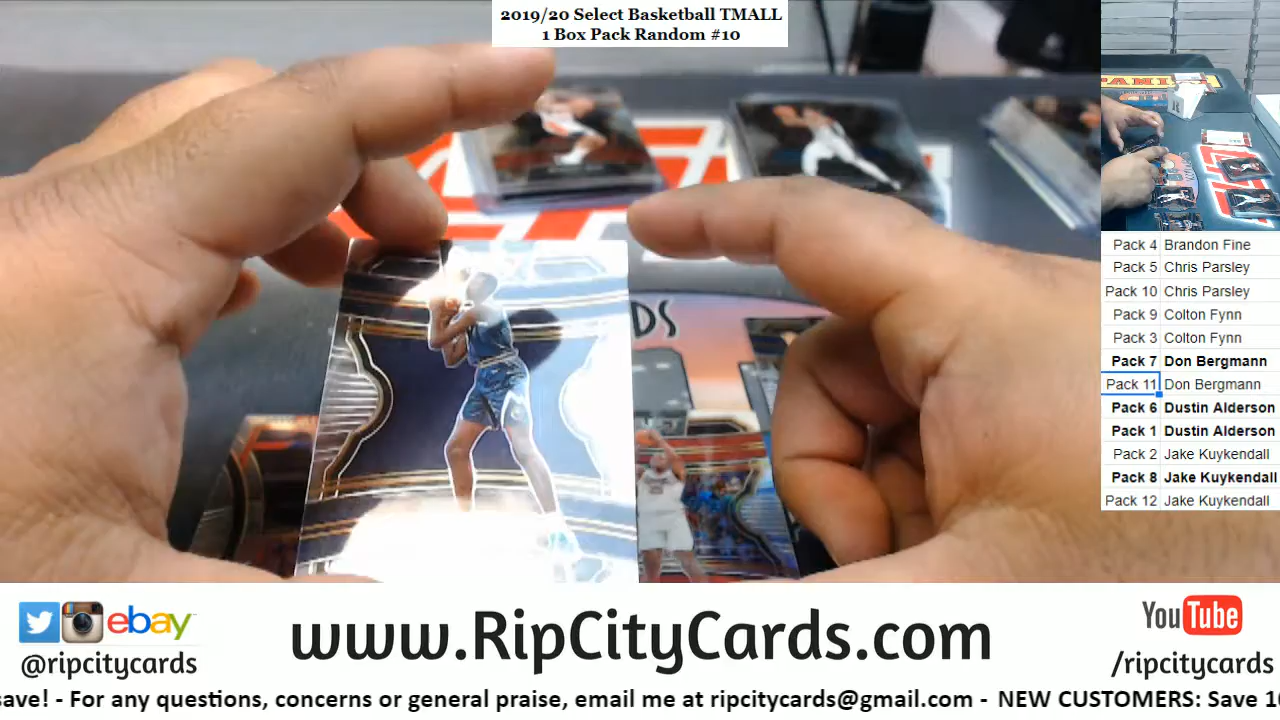 2019/20 Select Basketball TMALL
1 Box Pack Random #10
PANINI
DS
Pack 4 Brandon Fine
Pack 5 Chris Parsley
Pack 10 Chris Parsley
Pack 9 Colton Fynn
Pack 3 Colton Fynn
Pack 7 Don Bergmann
Pack 11 Don Bergmann
Pack 6 Dustin Alderson
Pack 1 Dustin Alderson
Pack 2 Jake Kuykendall
Pack 8 Jake Kuykendall
Pack 12 Jake Kuykendall
ebay
@ripcitycards
www.RipCityCards.com
YouTube
/ripcitycards
save! - For any questions, concerns or general praise, email me at ripcitycards@gmail.com - NEW CUSTOMERS: Save